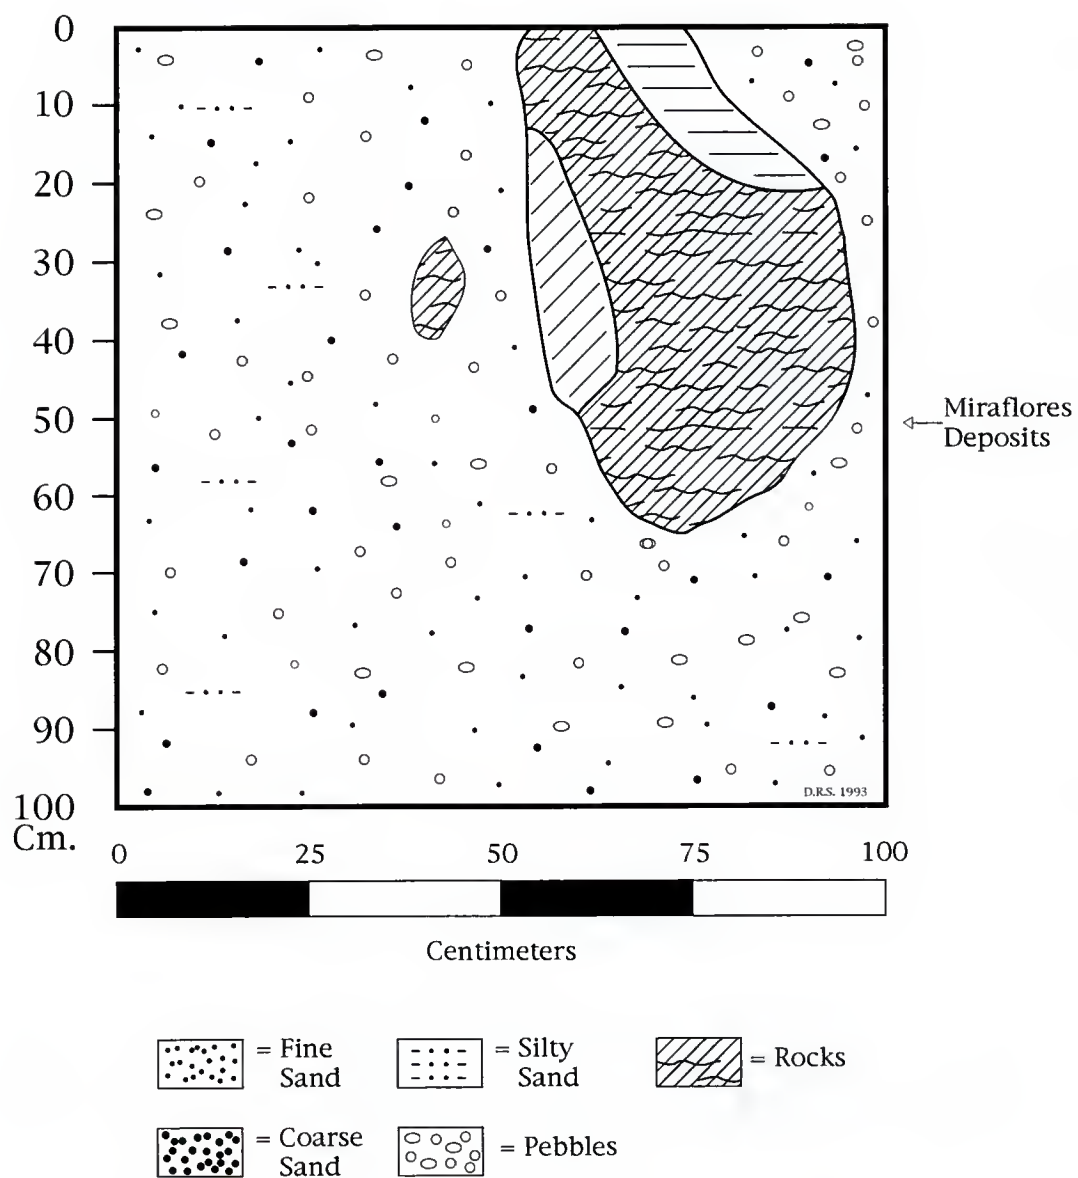 0
10
20
30
40
50
60
70
80
90
100
Cm.
Miraflores
Deposits
D.R.S. 1993
0 25 50 75 100
Centimeters
= Fine
Sand
= Silty
Sand
= Rocks
= Coarse
Sand
= Pebbles